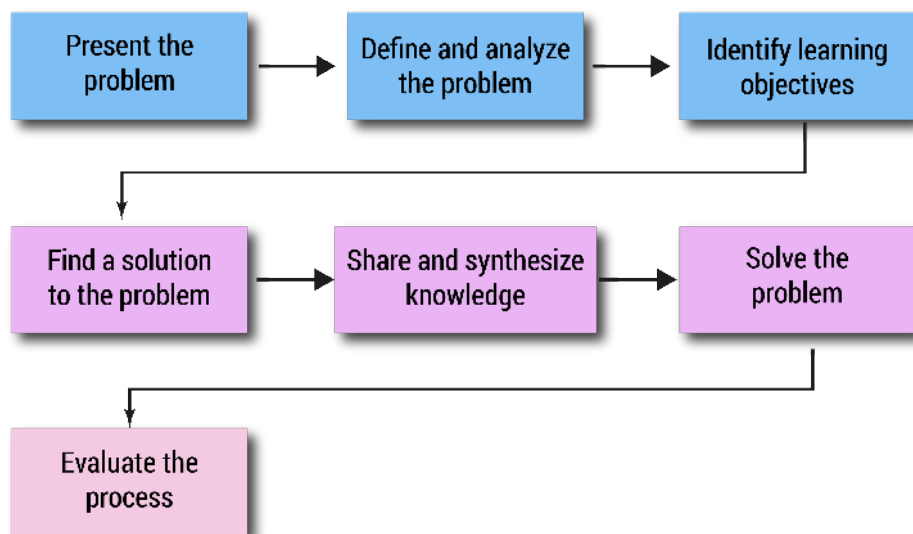 Present the
problem
Define and analyze
the problem
Identify learning
objectives
Find a solution
to the problem
Share and synthesize
knowledge
Solve the
problem
Evaluate the
process